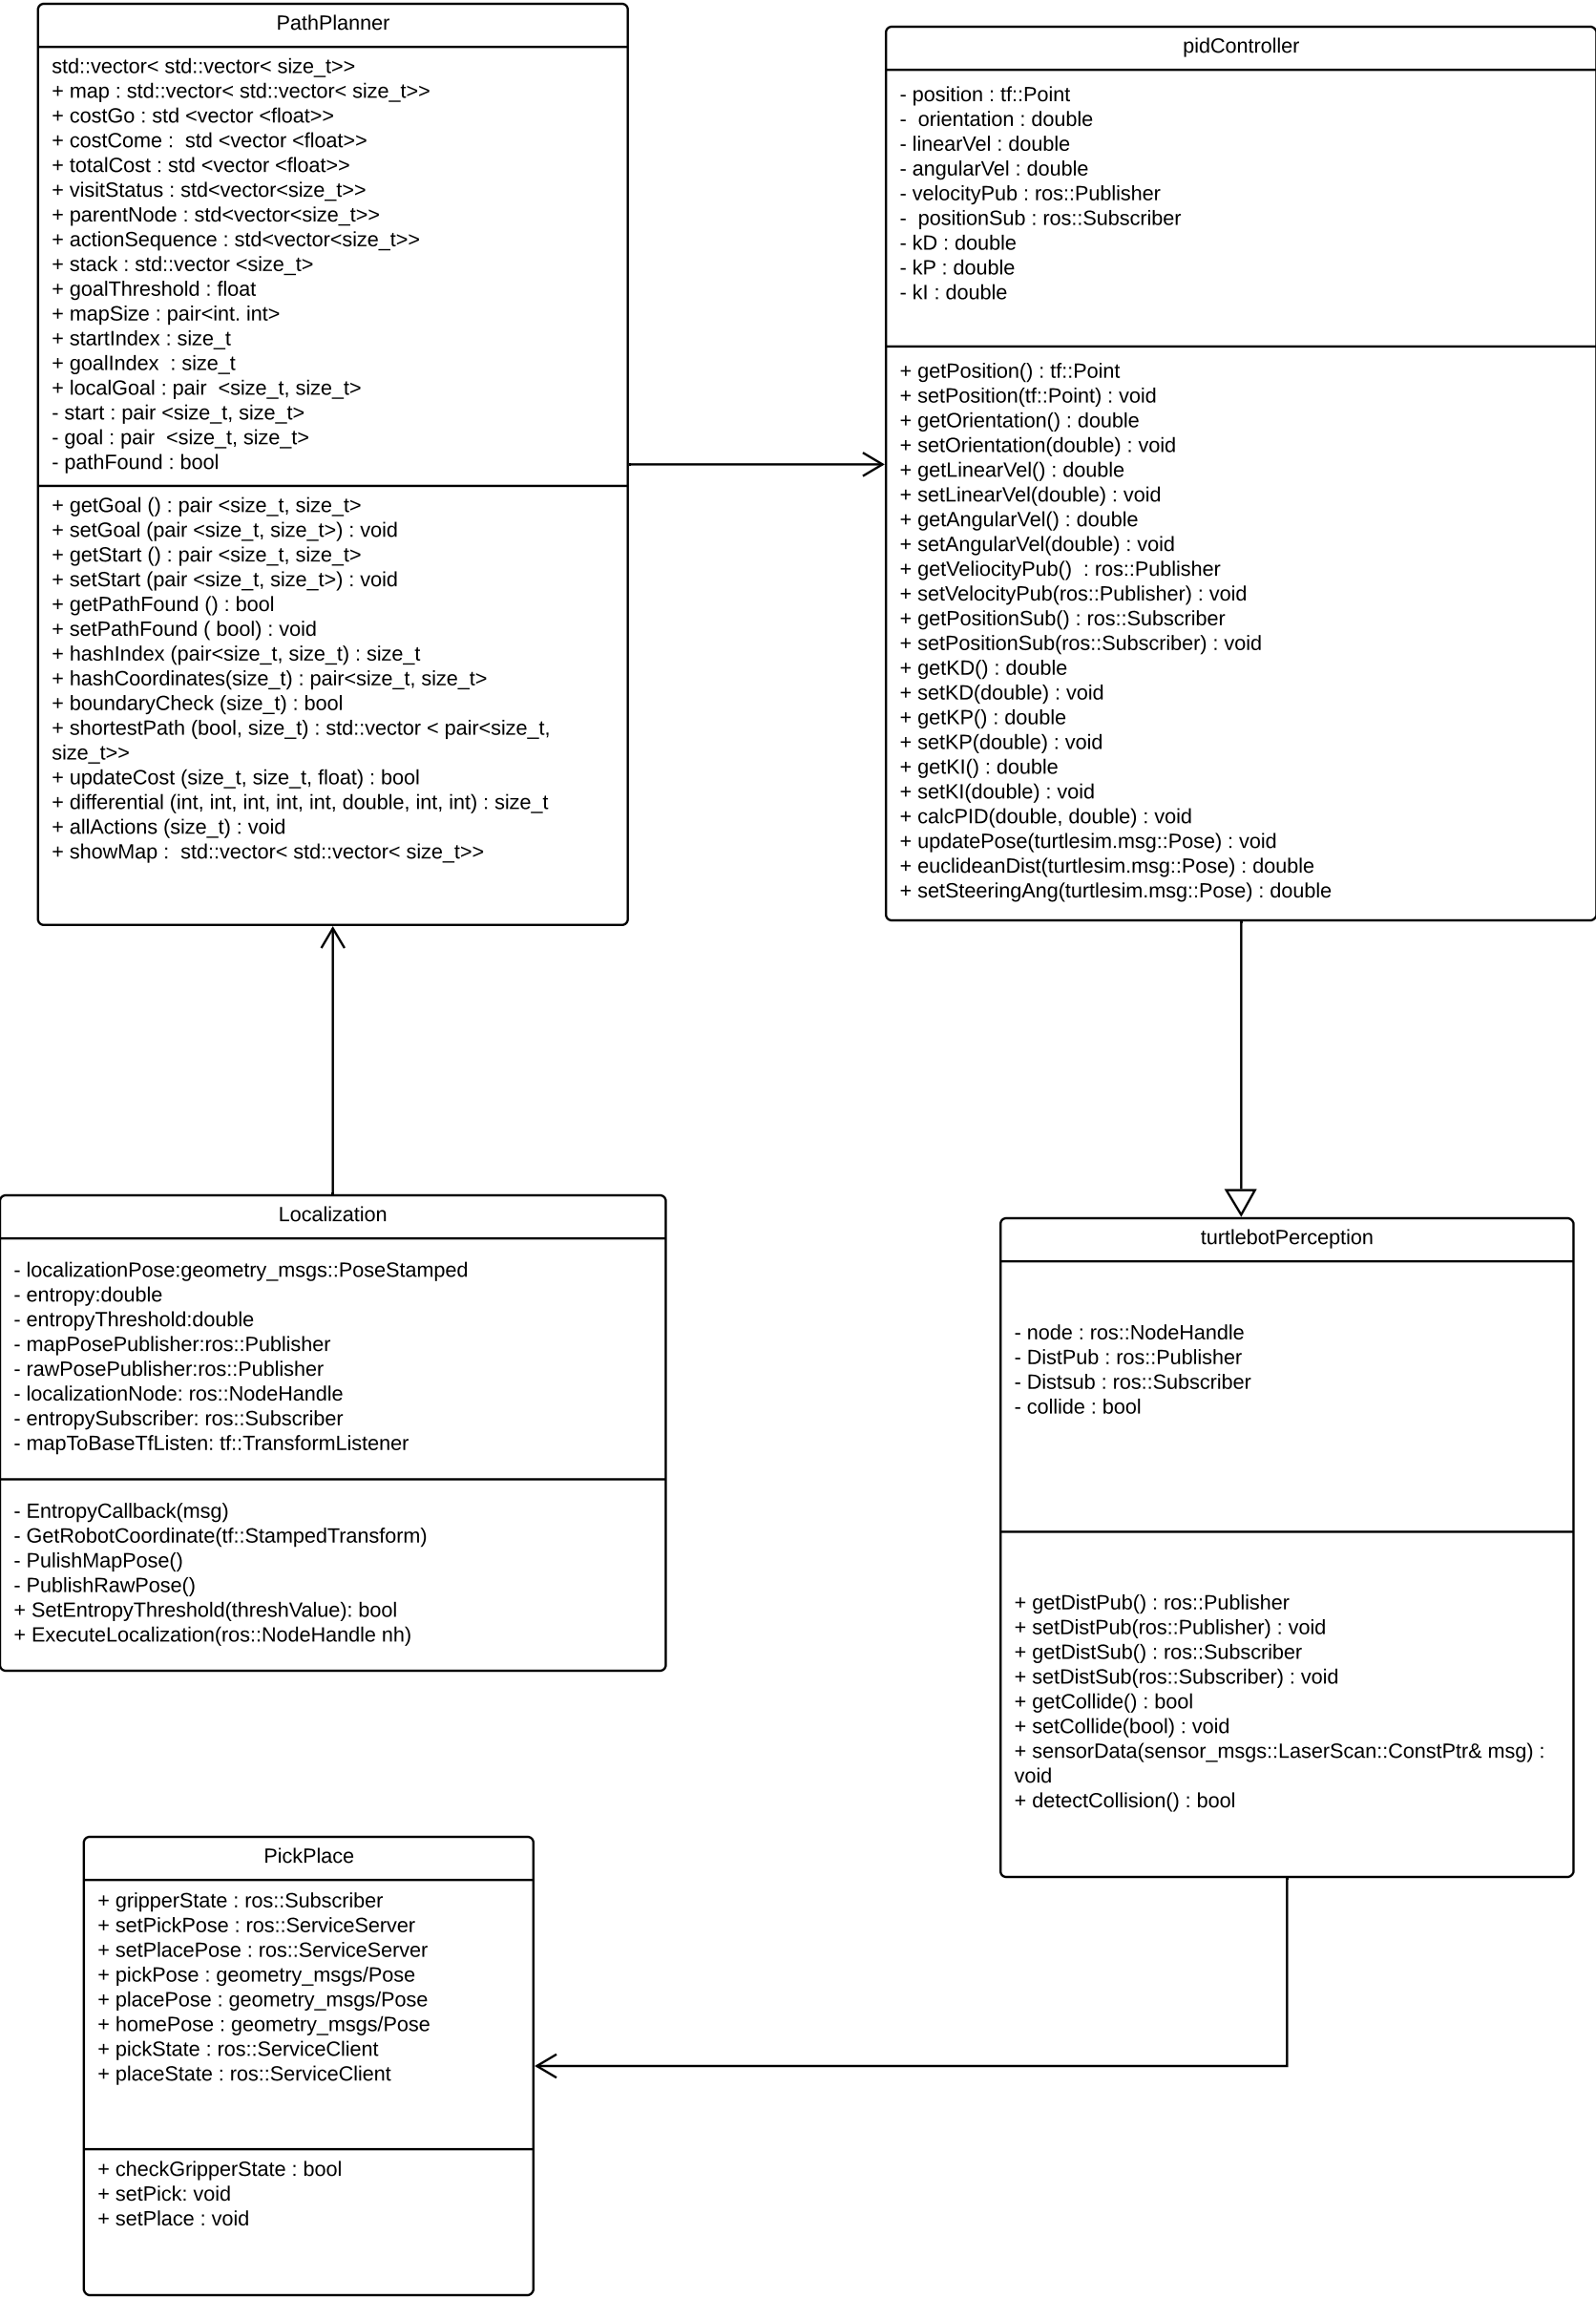 PathPlanner
std::vector< std::vector< size_t>>
+ map : std::vector< std::vector< size_t>>
+ costGo : std <vector <float>>
+ costCome :  std <vector <float>>
+ totalCost : std <vector <float>>
+ visitStatus : std<vector<size_t>>
+ parentNode : std<vector<size_t>>
+ actionSequence : std<vector<size_t>>
+ stack : std::vector <size_t>
+ goalThreshold : float
+ mapSize : pair<int. int>
+ startIndex : size_t
+ goalIndex  : size_t
+ localGoal : pair  <size_t, size_t>
- start : pair <size_t, size_t>
- goal : pair  <size_t, size_t>
- pathFound : bool
+ getGoal () : pair <size_t, size_t>
+ setGoal (pair <size_t, size_t>) : void
+ getStart () : pair <size_t, size_t>
+ setStart (pair <size_t, size_t>) : void
+ getPathFound () : bool
+ setPathFound ( bool) : void
+ hashIndex (pair<size_t, size_t) : size_t
+ hashCoordinates(size_t) : pair<size_t, size_t>
+ boundaryCheck (size_t) : bool
+ shortestPath (bool, size_t) : std::vector < pair<size_t,
size_t>>
+ updateCost (size_t, size_t, float) : bool
+ differential (int, int, int, int, int, double, int, int) : size_t
+ allActions (size_t) : void
+ showMap :  std::vector< std::vector< size_t>>
pidController
- position : tf::Point
-  orientation : double
- linearVel : double
- angularVel : double
- velocityPub : ros::Publisher
-  positionSub : ros::Subscriber
- kD : double
- kP : double
- kI : double
+ getPosition() : tf::Point
+ setPosition(tf::Point) : void
+ getOrientation() : double
+ setOrientation(double) : void
+ getLinearVel() : double
+ setLinearVel(double) : void
+ getAngularVel() : double
+ setAngularVel(double) : void
+ getVeliocityPub()  : ros::Publisher
+ setVelocityPub(ros::Publisher) : void
+ getPositionSub() : ros::Subscriber
+ setPositionSub(ros::Subscriber) : void
+ getKD() : double
+ setKD(double) : void
+ getKP() : double
+ setKP(double) : void
+ getKI() : double
+ setKI(double) : void
+ calcPID(double, double) : void
+ updatePose(turtlesim.msg::Pose) : void
+ euclideanDist(turtlesim.msg::Pose) : double
+ setSteeringAng(turtlesim.msg::Pose) : double
Localization
- localizationPose:geometry_msgs::PoseStamped
- entropy:double
- entropyThreshold:double
- mapPosePublisher:ros::Publisher
- rawPosePublisher:ros::Publisher
- localizationNode: ros::NodeHandle
- entropySubscriber: ros::Subscriber
- mapToBaseTfListen: tf::TransformListener
- EntropyCallback(msg)
- GetRobotCoordinate(tf::StampedTransform)
- PulishMapPose()
- PublishRawPose()
+ SetEntropyThreshold(threshValue): bool
+ ExecuteLocalization(ros::NodeHandle nh)
turtlebotPerception
- node : ros::NodeHandle
- DistPub : ros::Publisher
- Distsub : ros::Subscriber
- collide : bool
+ getDistPub() : ros::Publisher
+ setDistPub(ros::Publisher) : void
+ getDistSub() : ros::Subscriber
+ setDistSub(ros::Subscriber) : void
+ getCollide() : bool
+ setCollide(bool) : void
+ sensorData(sensor_msgs::LaserScan::ConstPtr& msg) :
void
+ detectCollision() : bool
PickPlace
+ gripperState : ros::Subscriber
+ setPickPose : ros::ServiceServer
+ setPlacePose : ros::ServiceServer
+ pickPose : geometry_msgs/Pose
+ placePose : geometry_msgs/Pose
+ homePose : geometry_msgs/Pose
+ pickState : ros::ServiceClient
+ placeState : ros::ServiceClient
+ checkGripperState : bool
+ setPick: void
+ setPlace : void